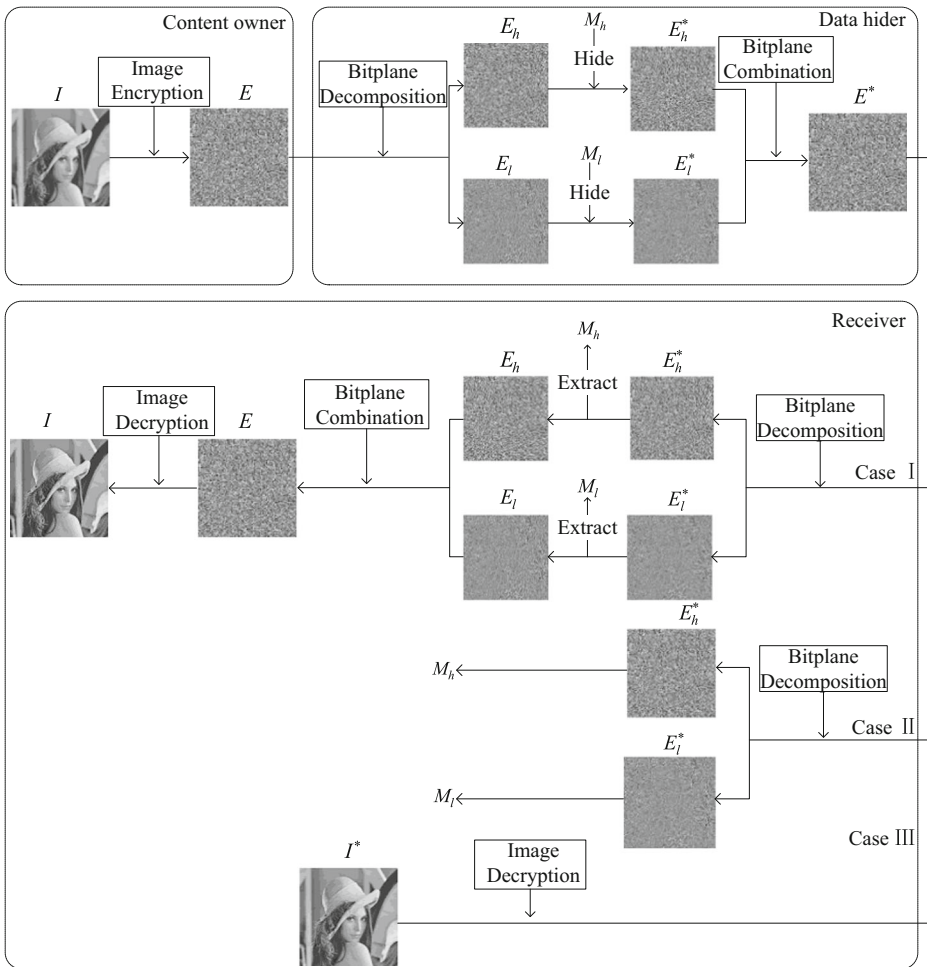 Content owner
Image
Encryption
I
E
Data hider
Bitplane
Decomposition
E_h
M_h
Hide
E_h^*
Bitplane
Combination
E_l
M_l
Hide
E_l^*
E^*
Receiver
M_h
E_h
Extract
E_h^*
Image
Decryption
Bitplane
Combination
Bitplane
Decomposition
I
E
Case Ⅰ
E_l
M_l
Extract
E_l^*
E_h^*
Bitplane
Decomposition
M_h
Case Ⅱ
E_l^*
M_l
Case Ⅲ
I^*
Image
Decryption